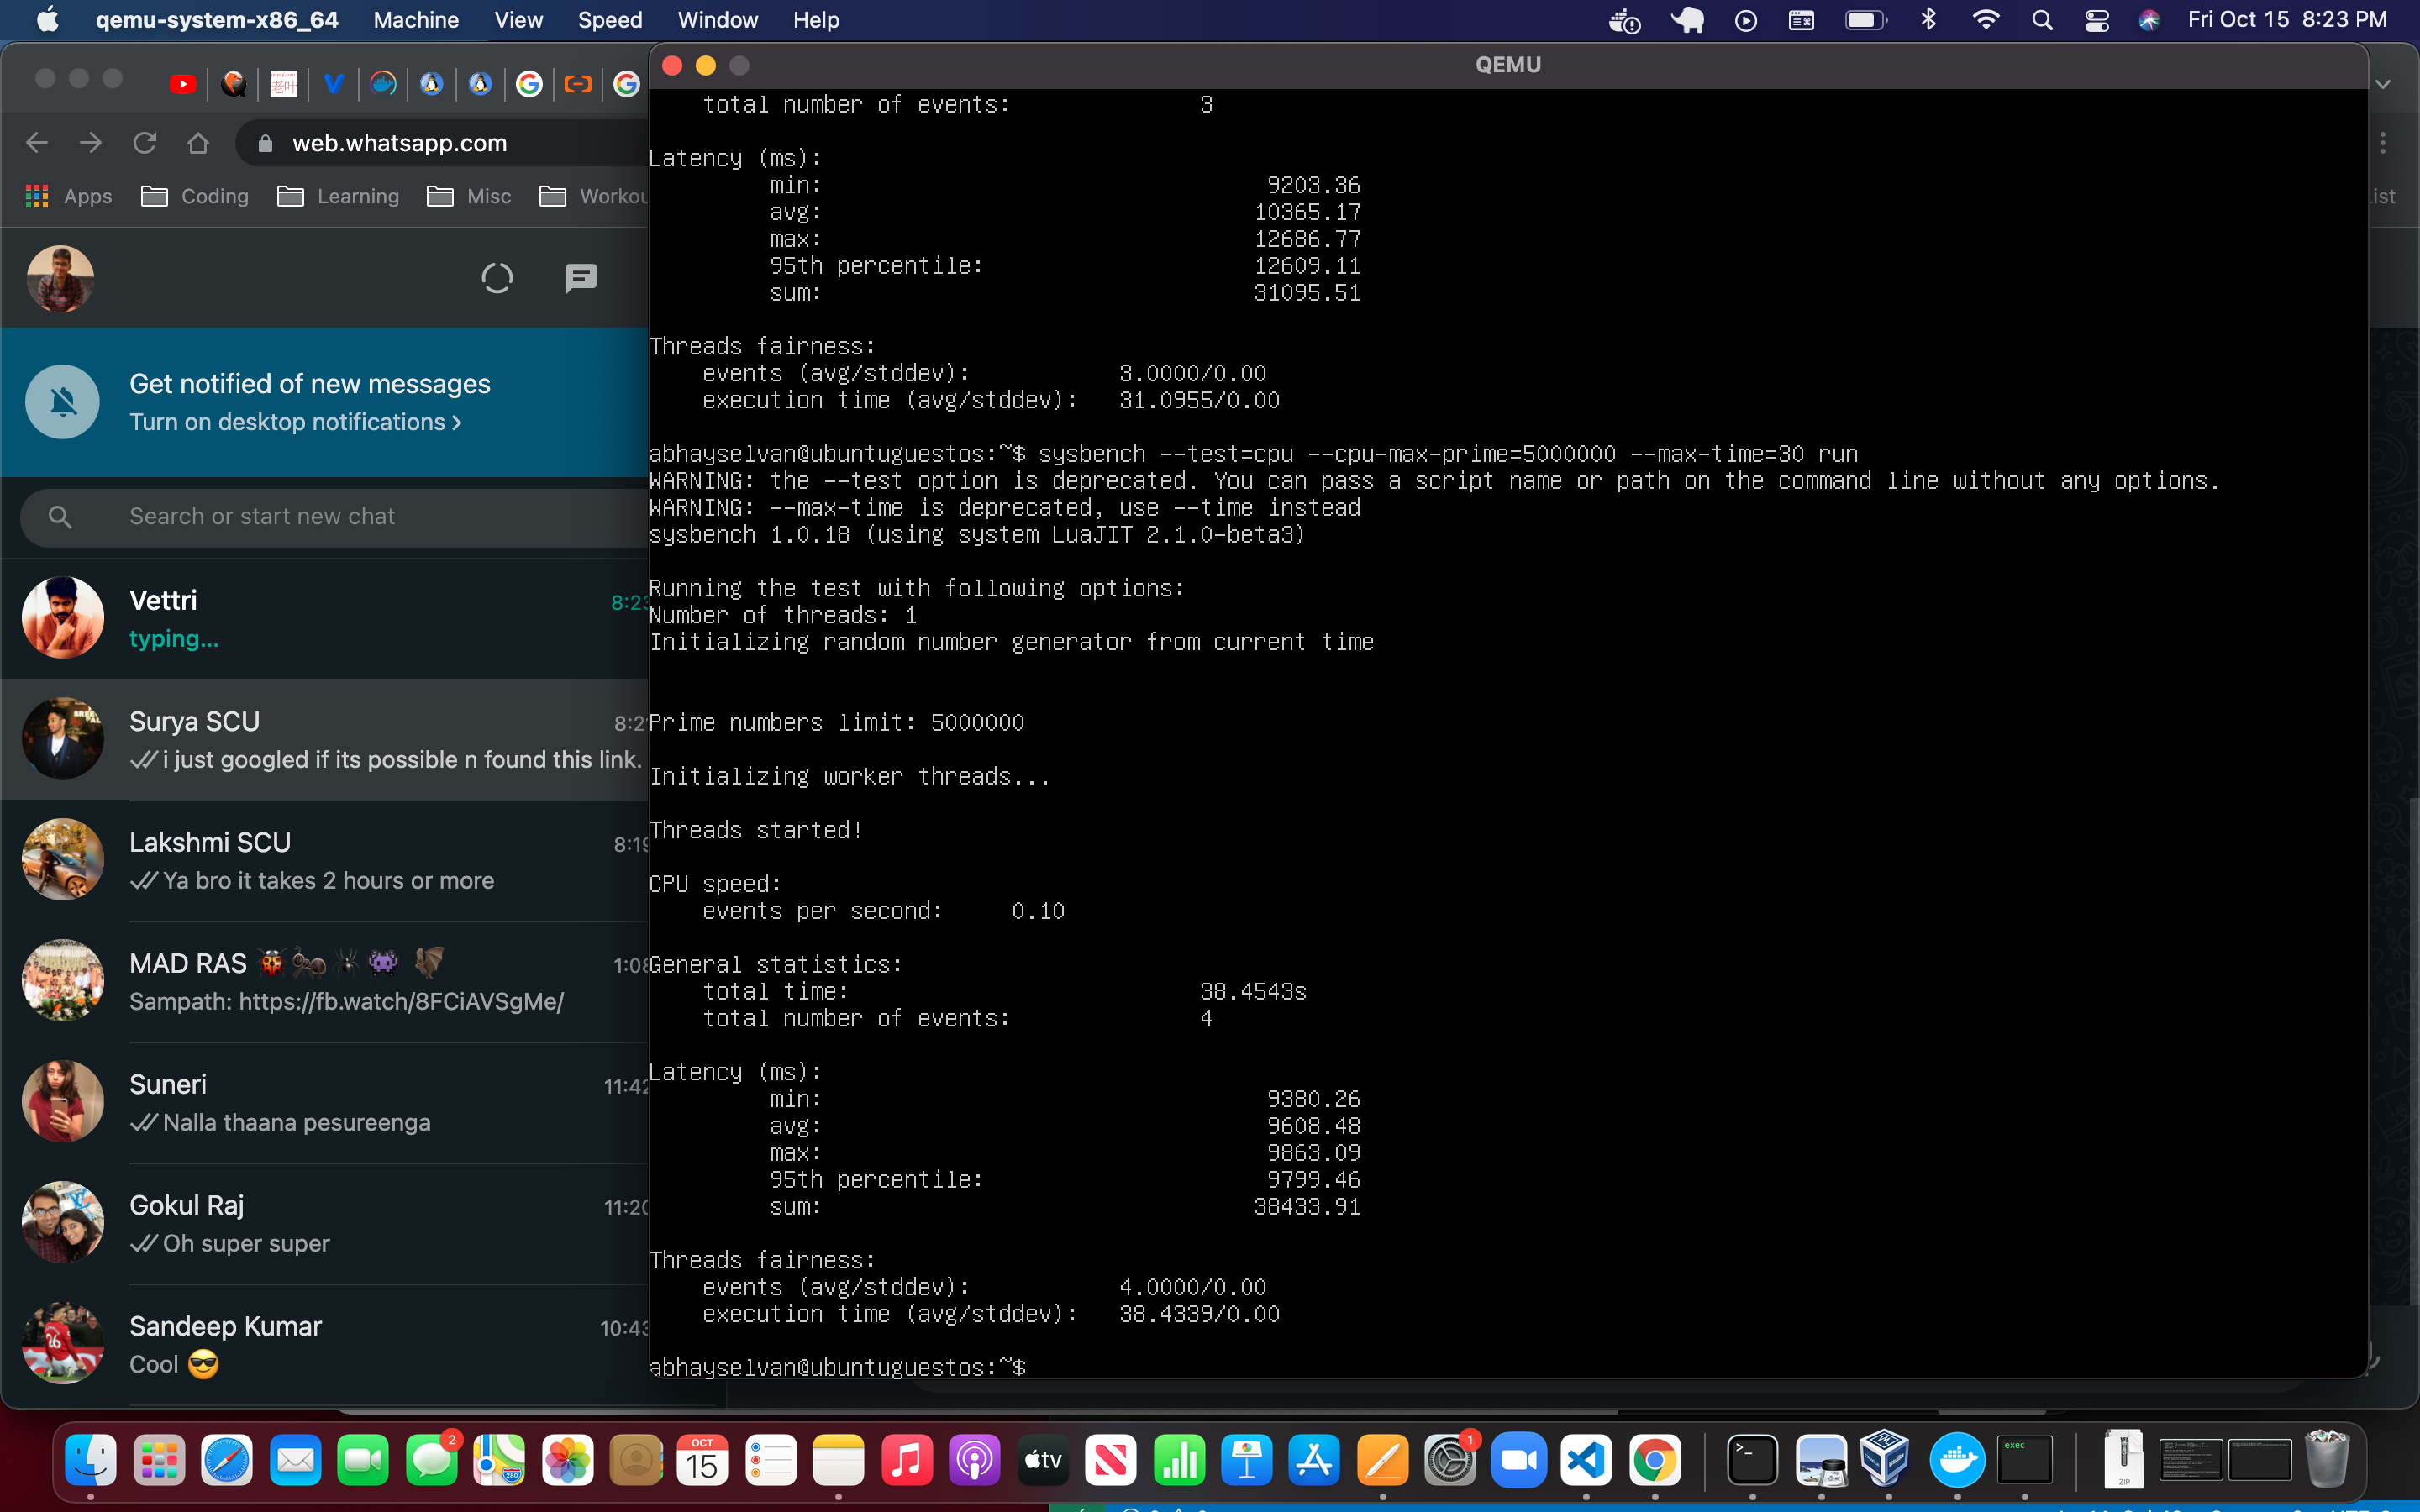 qemu-system-x86_64 Machine View Speed Window Help Fri Oct 15 8:23 PM
QEMU
web.whatsapp.com
Apps Coding Learning Misc Workou
ist
Get notified of new messages
Turn on desktop notifications >
Search or start new chat
Vettri 8:23
typing...
Surya SCU 8:2
i just googled if its possible n found this link.
Lakshmi SCU 8:19
Ya bro it takes 2 hours or more
MAD RAS 🐞🐜🕷👾 🦇 1:08
Sampath: https://fb.watch/8FCiAVSgMe/
Suneri 11:42
Nalla thaana pesureenga
Gokul Raj 11:20
Oh super super
Sandeep Kumar 10:43
Cool 😎
total number of events: 3
Latency (ms):
min: 9203.36
avg: 10365.17
max: 12686.77
95th percentile: 12609.11
sum: 31095.51
Threads fairness:
events (avg/stddev): 3.0000/0.00
execution time (avg/stddev): 31.0955/0.00
abhayselvan@ubuntuguestos:~$ sysbench --test=cpu --cpu-max-prime=5000000 --max-time=30 run
WARNING: the --test option is deprecated. You can pass a script name or path on the command line without any options.
WARNING: --max-time is deprecated, use --time instead
sysbench 1.0.18 (using system LuaJIT 2.1.0-beta3)
Running the test with following options:
Number of threads: 1
Initializing random number generator from current time
Prime numbers limit: 5000000
Initializing worker threads...
Threads started!
CPU speed:
events per second: 0.10
General statistics:
total time: 38.4543s
total number of events: 4
Latency (ms):
min: 9380.26
avg: 9608.48
max: 9863.09
95th percentile: 9799.46
sum: 38433.91
Threads fairness:
events (avg/stddev): 4.0000/0.00
execution time (avg/stddev): 38.4339/0.00
abhayselvan@ubuntuguestos:~$
2
280
OCT
15
tv
1
>_
exec
ZIP